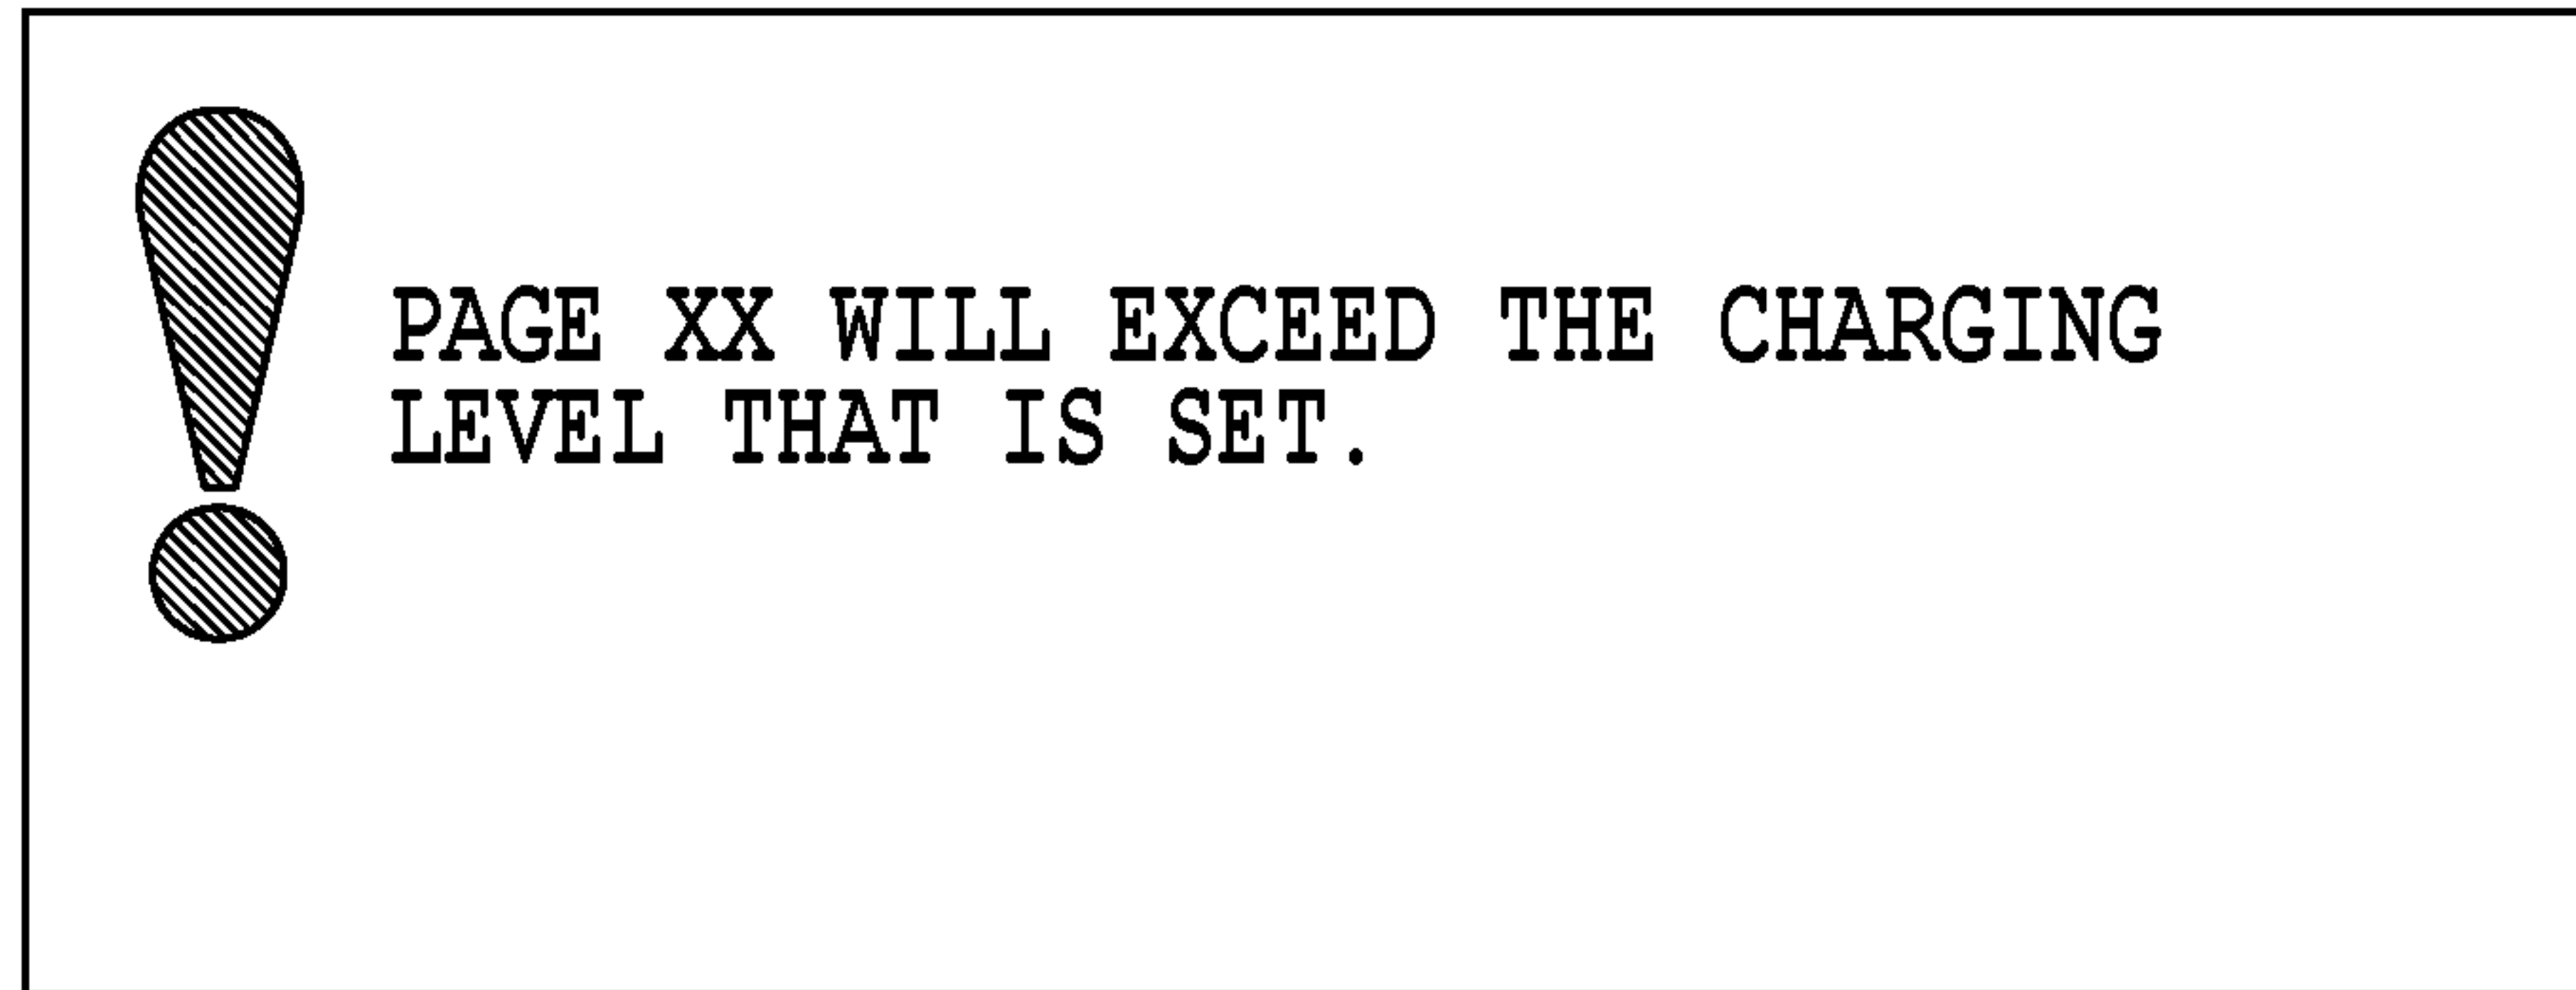 PAGE XX WILL EXCEED THE CHARGING
LEVEL THAT IS SET.